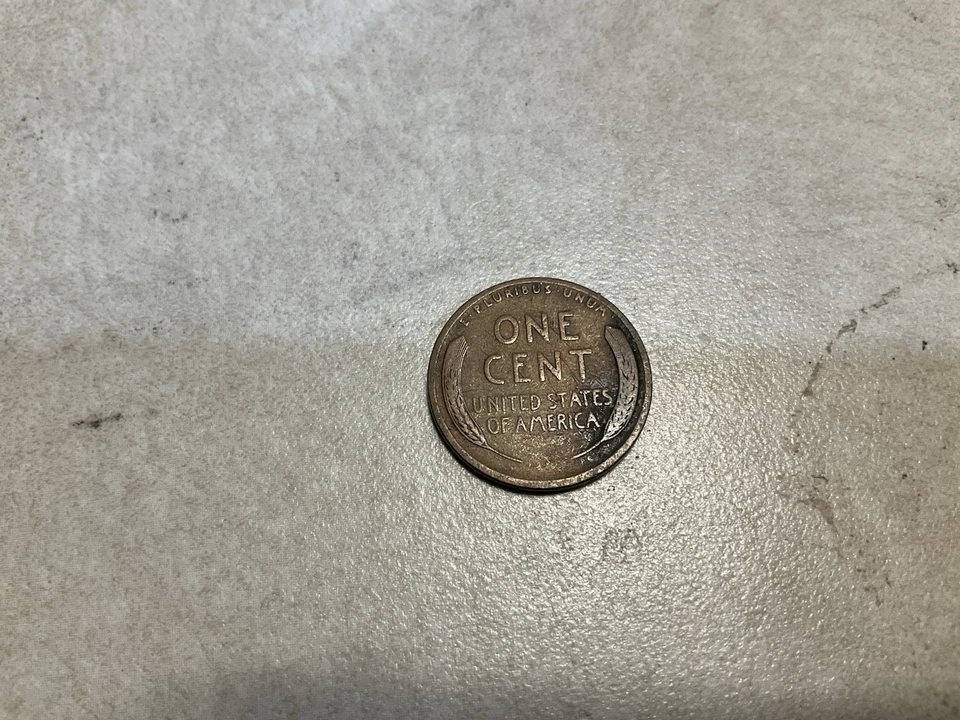 E·PLURIBUS·UNUM
ONE
CENT
UNITED STATES
OF AMERICA